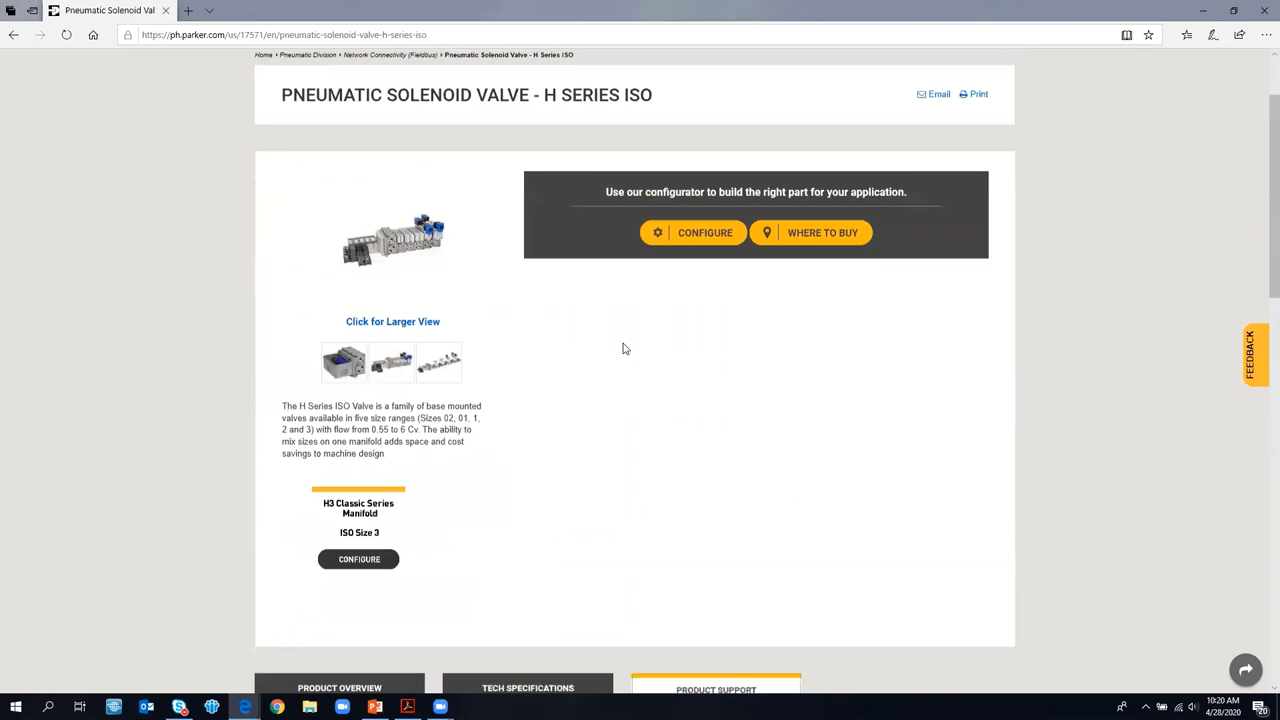 Pneumatic Solenoid Val
https://ph.parker.com/us/17571/en/pneumatic-solenoid-valve-h-series-iso
Home › Pneumatic Division › Network Connectivity (Fieldbus) › Pneumatic Solenoid Valve - H Series ISO
PNEUMATIC SOLENOID VALVE - H SERIES ISO
Email Print
Use our configurator to build the right part for your application.
CONFIGURE WHERE TO BUY
Click for Larger View
FEEDBACK
The H Series ISO Valve is a family of base mounted
valves available in five size ranges (Sizes 02, 01, 1,
2 and 3) with flow from 0.55 to 6 Cv. The ability to
mix sizes on one manifold adds space and cost
savings to machine design
H3 Classic Series
Manifold
ISO Size 3
CONFIGURE
PRODUCT OVERVIEW
TECH SPECIFICATIONS
PRODUCT SUPPORT
10:20 AM
4/28/2020
20